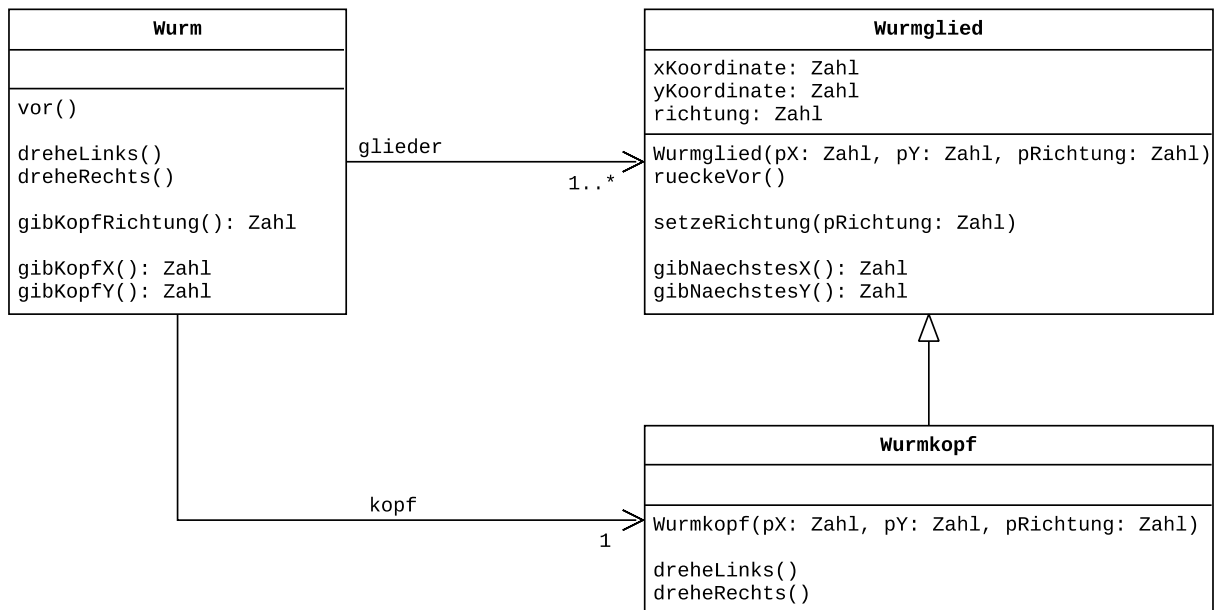 Wurm
vor()
dreheLinks()
dreheRechts()
gibKopfRichtung(): Zahl
gibKopfX(): Zahl
gibKopfY(): Zahl
glieder
1..*
Wurmglied
xKoordinate: Zahl
yKoordinate: Zahl
richtung: Zahl
Wurmglied(pX: Zahl, pY: Zahl, pRichtung: Zahl)
rueckeVor()
setzeRichtung(pRichtung: Zahl)
gibNaechstesX(): Zahl
gibNaechstesY(): Zahl
kopf
1
Wurmkopf
Wurmkopf(pX: Zahl, pY: Zahl, pRichtung: Zahl)
dreheLinks()
dreheRechts()